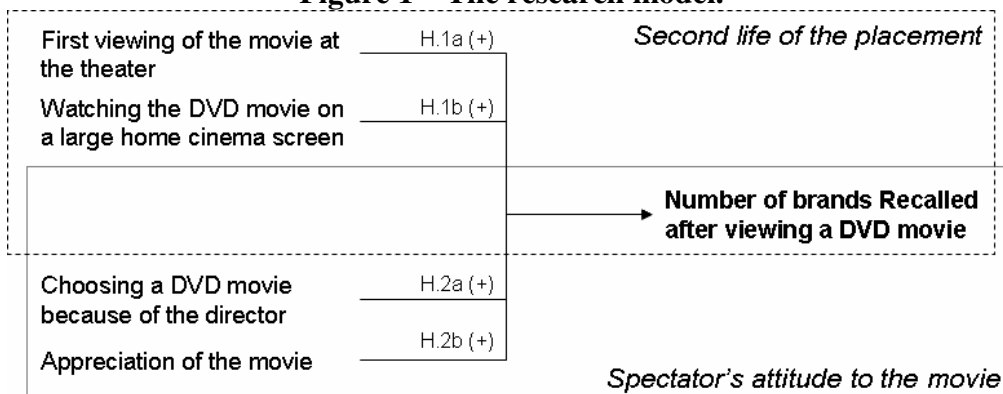 Figure 1 – The research model.
Second life of the placement
First viewing of the movie at
the theater
H.1a (+)
Watching the DVD movie on
a large home cinema screen
H.1b (+)
Number of brands Recalled
after viewing a DVD movie
Choosing a DVD movie
because of the director
H.2a (+)
Appreciation of the movie
H.2b (+)
Spectator's attitude to the movie